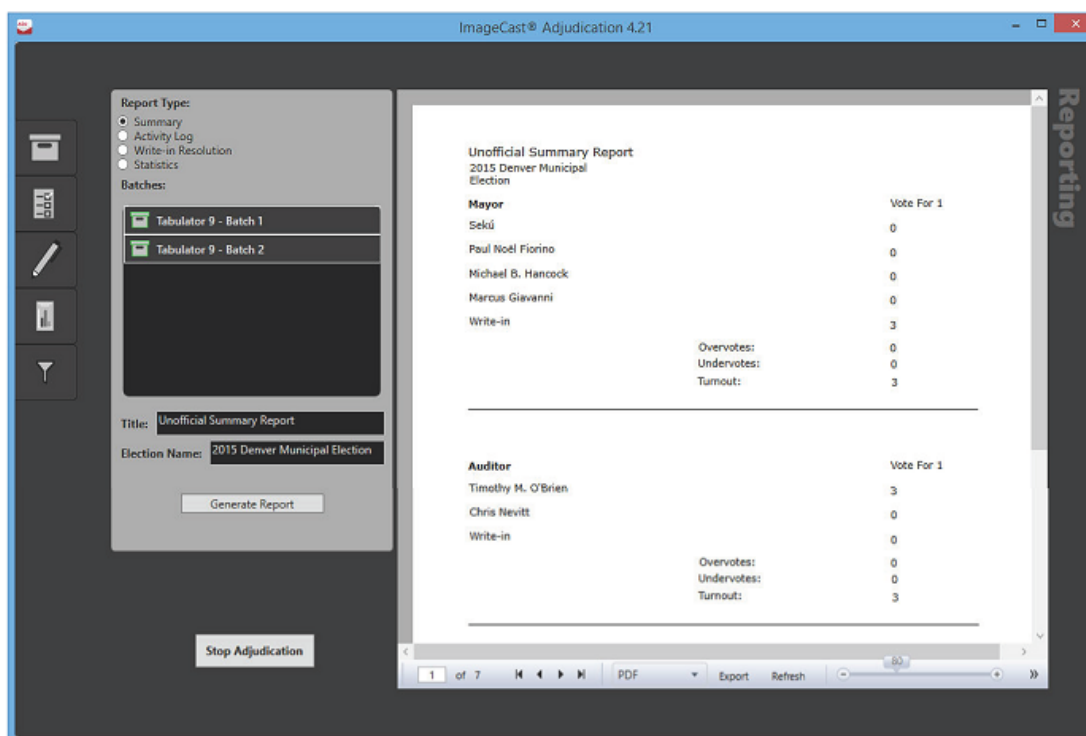 ImageCast® Adjudication 4.21
Reporting
Report Type:
Summary
Activity Log
Write-in Resolution
Statistics
Batches:
Tabulator 9 - Batch 1
Tabulator 9 - Batch 2
Title: Unofficial Summary Report
Election Name: 2015 Denver Municipal Election
Generate Report
Stop Adjudication
Unofficial Summary Report
2015 Denver Municipal
Election
Mayor Vote For 1
Sekú 0
Paul Noël Fiorino 0
Michael B. Hancock 0
Marcus Giavanni 0
Write-in 3
Overvotes: 0
Undervotes: 0
Turnout: 3
Auditor Vote For 1
Timothy M. O'Brien 3
Chris Nevitt 0
Write-in 0
Overvotes: 0
Undervotes: 0
Turnout: 3
1 of 7 PDF Export Refresh 80